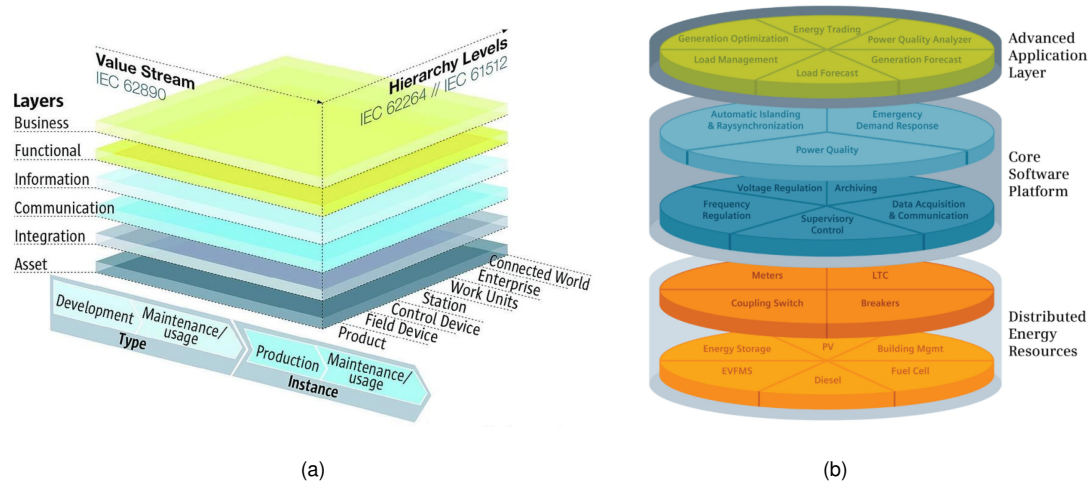 Value Stream
IEC 62890
Hierarchy Levels
IEC 62264 // IEC 61512
Layers
Business
Functional
Information
Communication
Integration
Asset
Connected World
Enterprise
Work Units
Station
Control Device
Field Device
Product
Development
Maintenance/
usage
Type
Production
Maintenance/
usage
Instance
(a)
Energy Trading
Generation Optimization
Power Quality Analyzer
Load Management
Generation Forecast
Load Forecast
Advanced
Application
Layer
Automatic Islanding
& Raysynchronization
Emergency
Demand Response
Power Quality
Core
Software
Platform
Voltage Regulation
Archiving
Frequency
Regulation
Data Acquisition
& Communication
Supervisory
Control
Meters
LTC
Coupling Switch
Breakers
Distributed
Energy
Resources
Energy Storage
PV
Building Mgmt
EVFMS
Diesel
Fuel Cell
(b)